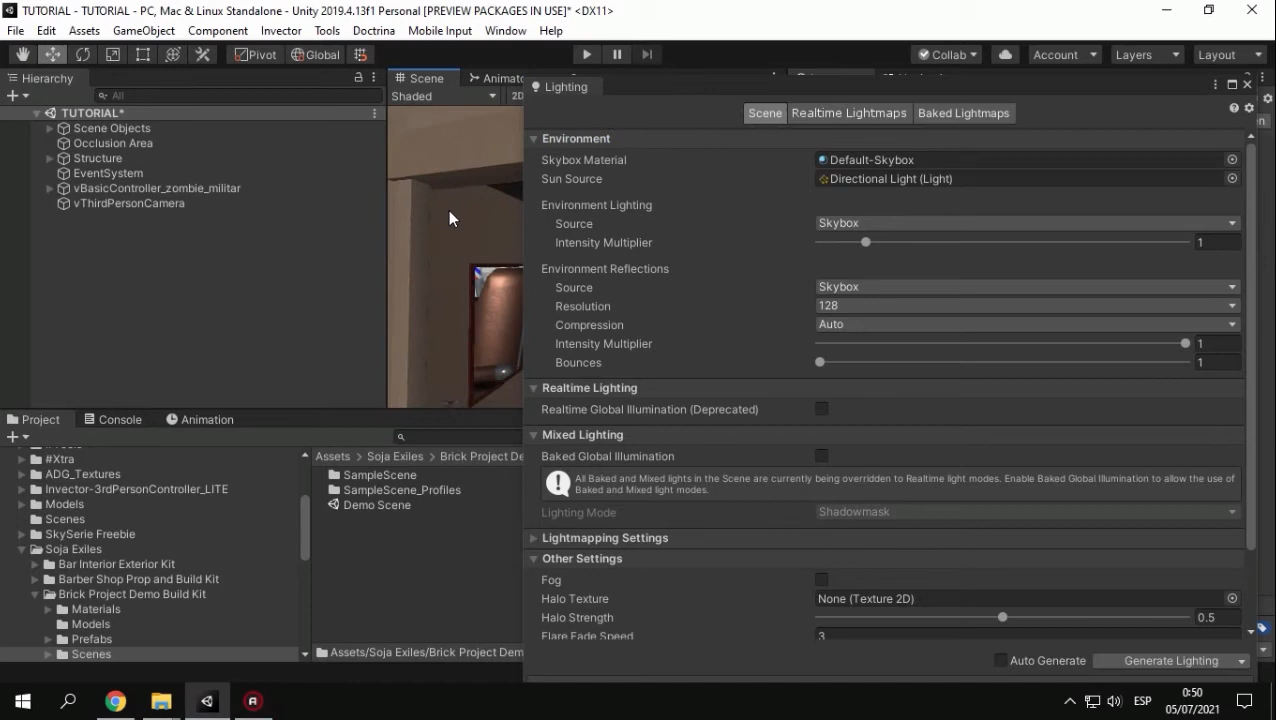 TUTORIAL - TUTORIAL - PC, Mac & Linux Standalone - Unity 2019.4.13f1 Personal [PREVIEW PACKAGES IN USE]* <DX11>
File Edit Assets GameObject Component Invector Tools Doctrina Mobile Input Window Help
Pivot Global Collab Account Layers Layout
Hierarchy
All
TUTORIAL*
Scene Objects
Occlusion Area
Structure
EventSystem
vBasicController_zombie_militar
vThirdPersonCamera
Scene
Shaded
Lighting
Scene Realtime Lightmaps Baked Lightmaps
Environment
Skybox Material Default-Skybox
Sun Source Directional Light (Light)
Environment Lighting
Source Skybox
Intensity Multiplier 1
Environment Reflections
Source Skybox
Resolution 128
Compression Auto
Intensity Multiplier 1
Bounces 1
Realtime Lighting
Realtime Global Illumination (Deprecated)
Mixed Lighting
Baked Global Illumination
All Baked and Mixed lights in the Scene are currently being overridden to Realtime light modes. Enable Baked Global Illumination to allow the use of
Baked and Mixed light modes.
Lighting Mode Shadowmask
Lightmapping Settings
Other Settings
Fog
Halo Texture None (Texture 2D)
Halo Strength 0.5
Flare Fade Speed 3
Auto Generate Generate Lighting
Project Console Animation
#Xtra
ADG_Textures
Invector-3rdPersonController_LITE
Models
Scenes
SkySerie Freebie
Soja Exiles
Bar Interior Exterior Kit
Barber Shop Prop and Build Kit
Brick Project Demo Build Kit
Materials
Models
Prefabs
Scenes
Assets Soja Exiles Brick Project De
SampleScene
SampleScene_Profiles
Demo Scene
Assets/Soja Exiles/Brick Project Dem
ESP
0:50
05/07/2021